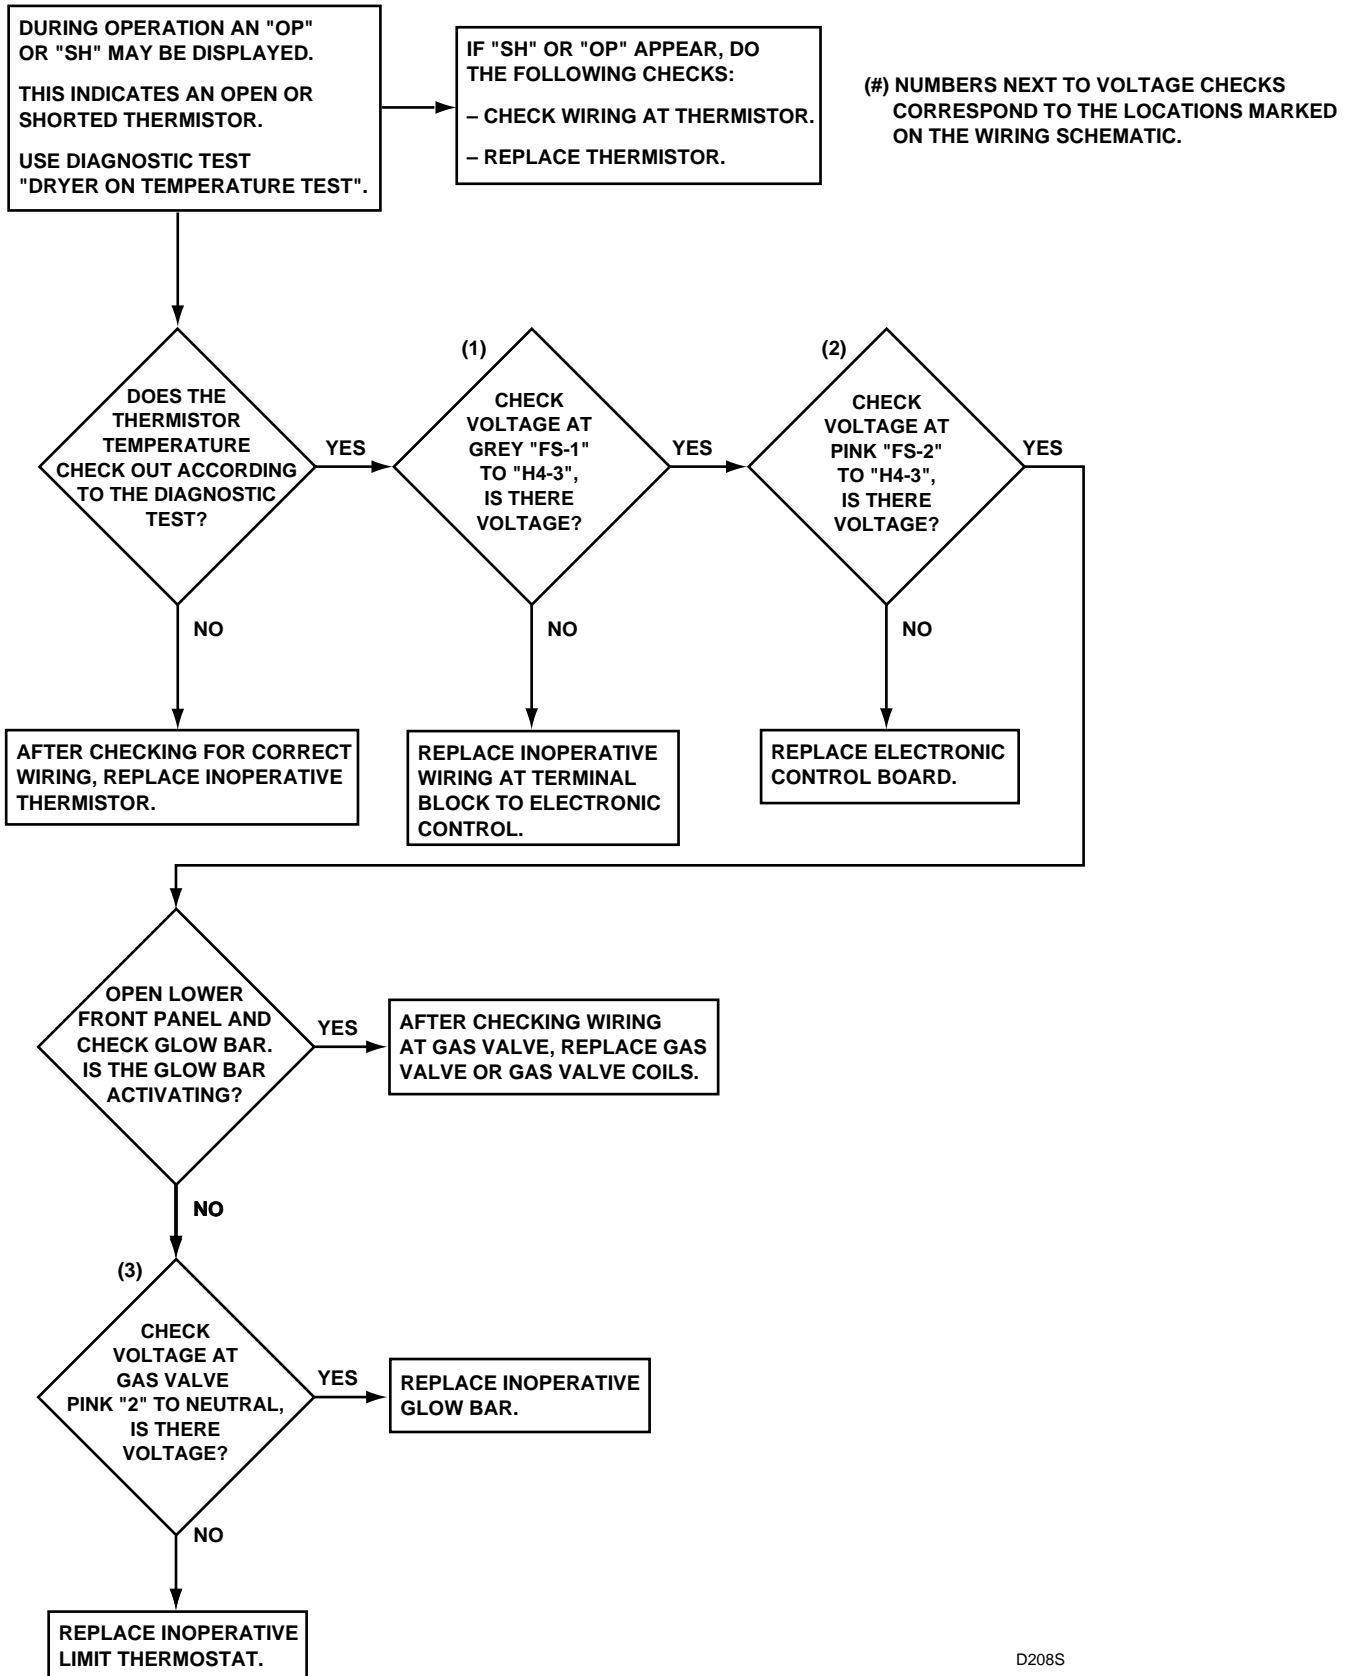 DURING OPERATION AN "OP"
OR "SH" MAY BE DISPLAYED.
THIS INDICATES AN OPEN OR
SHORTED THERMISTOR.
USE DIAGNOSTIC TEST
"DRYER ON TEMPERATURE TEST".
IF "SH" OR "OP" APPEAR, DO
THE FOLLOWING CHECKS:
– CHECK WIRING AT THERMISTOR.
– REPLACE THERMISTOR.
(#) NUMBERS NEXT TO VOLTAGE CHECKS
CORRESPOND TO THE LOCATIONS MARKED
ON THE WIRING SCHEMATIC.
DOES THE
THERMISTOR
TEMPERATURE
CHECK OUT ACCORDING
TO THE DIAGNOSTIC
TEST?
YES
NO
(1)
CHECK
VOLTAGE AT
GREY "FS-1"
TO "H4-3",
IS THERE
VOLTAGE?
YES
NO
(2)
CHECK
VOLTAGE AT
PINK "FS-2"
TO "H4-3",
IS THERE
VOLTAGE?
YES
NO
AFTER CHECKING FOR CORRECT
WIRING, REPLACE INOPERATIVE
THERMISTOR.
REPLACE INOPERATIVE
WIRING AT TERMINAL
BLOCK TO ELECTRONIC
CONTROL.
REPLACE ELECTRONIC
CONTROL BOARD.
OPEN LOWER
FRONT PANEL AND
CHECK GLOW BAR.
IS THE GLOW BAR
ACTIVATING?
YES
NO
AFTER CHECKING WIRING
AT GAS VALVE, REPLACE GAS
VALVE OR GAS VALVE COILS.
(3)
CHECK
VOLTAGE AT
GAS VALVE
PINK "2" TO NEUTRAL,
IS THERE
VOLTAGE?
YES
NO
REPLACE INOPERATIVE
GLOW BAR.
REPLACE INOPERATIVE
LIMIT THERMOSTAT.
D208S